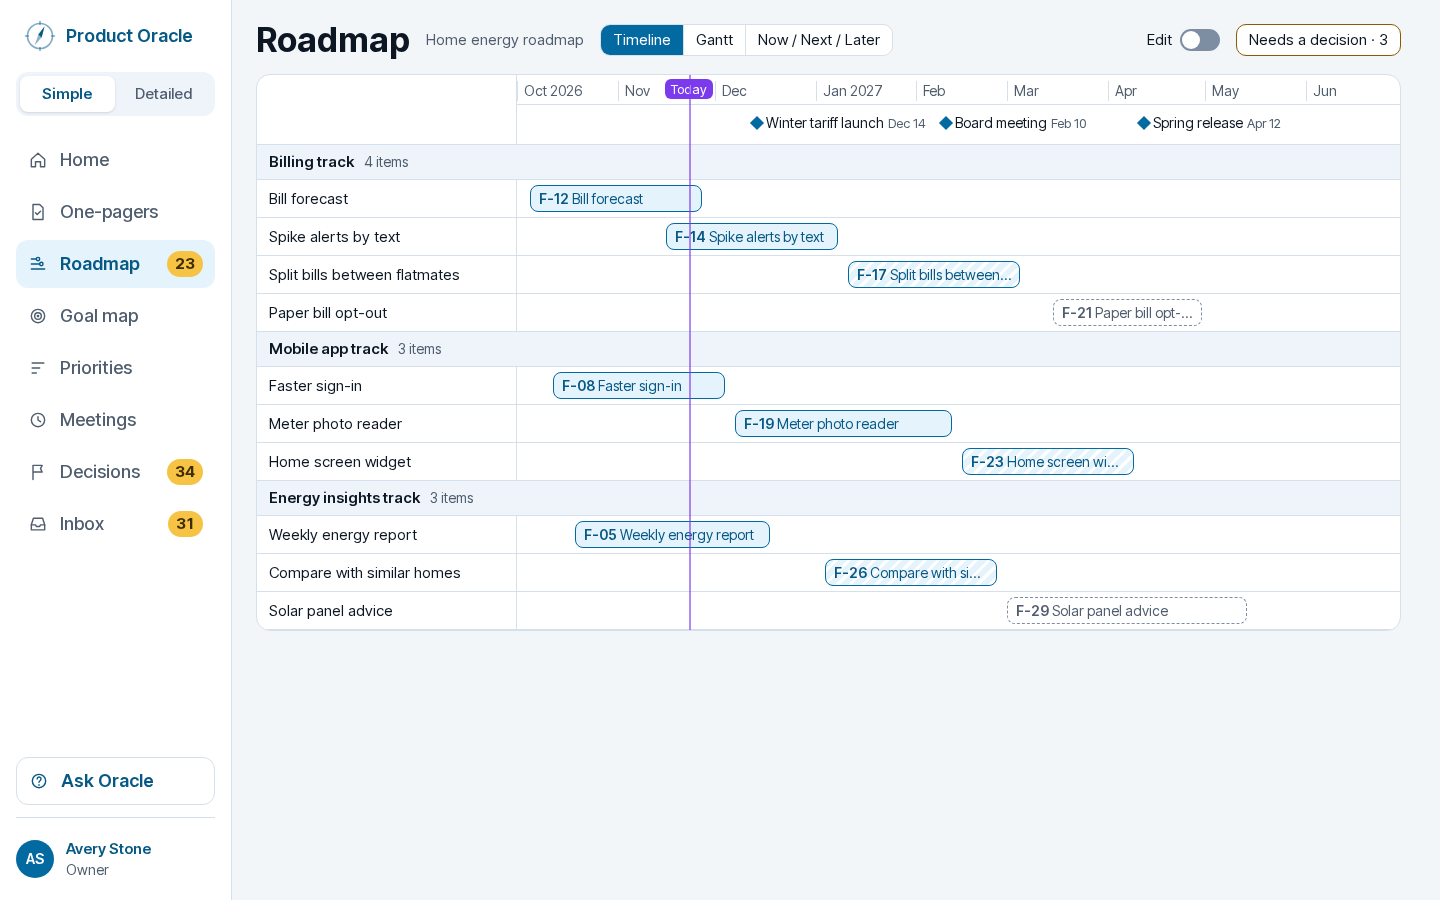 Product Oracle
Simple Detailed
Home
One-pagers
Roadmap 23
Goal map
Priorities
Meetings
Decisions 34
Inbox 31
Ask Oracle
AS Avery Stone
Owner
Roadmap Home energy roadmap Timeline Gantt Now / Next / Later Edit Needs a decision · 3
Oct 2026 Nov Today Dec Jan 2027 Feb Mar Apr May Jun
Winter tariff launch Dec 14 Board meeting Feb 10 Spring release Apr 12
Billing track 4 items
Bill forecast F-12 Bill forecast
Spike alerts by text F-14 Spike alerts by text
Split bills between flatmates F-17 Split bills between…
Paper bill opt-out F-21 Paper bill opt-…
Mobile app track 3 items
Faster sign-in F-08 Faster sign-in
Meter photo reader F-19 Meter photo reader
Home screen widget F-23 Home screen wi…
Energy insights track 3 items
Weekly energy report F-05 Weekly energy report
Compare with similar homes F-26 Compare with si…
Solar panel advice F-29 Solar panel advice